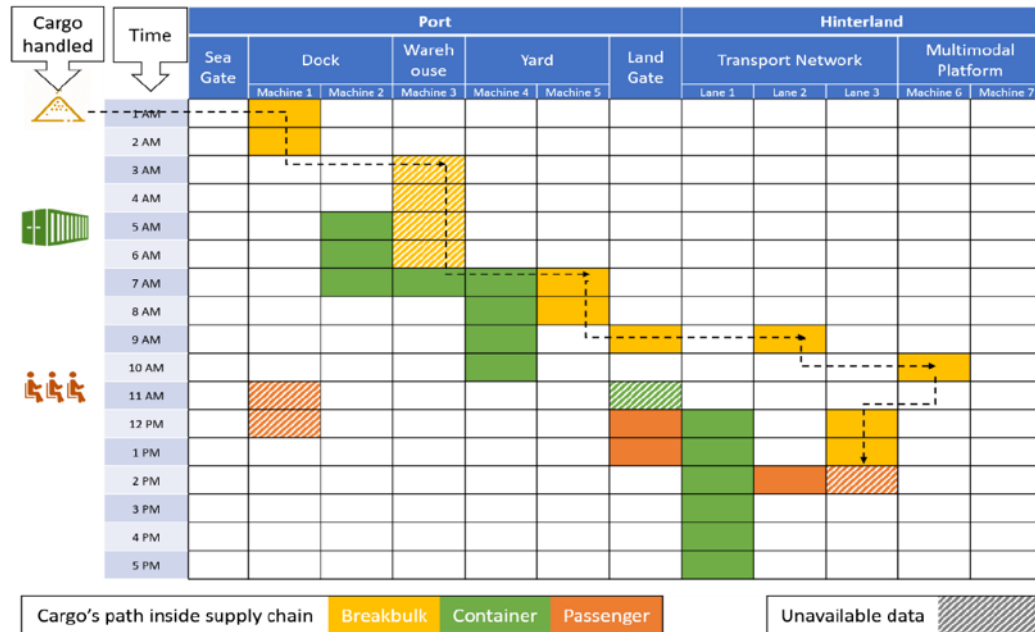 Cargo handled
Time
Port
Hinterland
Sea Gate
Dock
Wareh ouse
Yard
Land Gate
Transport Network
Multimodal Platform
Machine 1
Machine 2
Machine 3
Machine 4
Machine 5
Lane 1
Lane 2
Lane 3
Machine 6
Machine 7
1 AM
2 AM
3 AM
4 AM
5 AM
6 AM
7 AM
8 AM
9 AM
10 AM
11 AM
12 PM
1 PM
2 PM
3 PM
4 PM
5 PM
Cargo's path inside supply chain
Breakbulk
Container
Passenger
Unavailable data